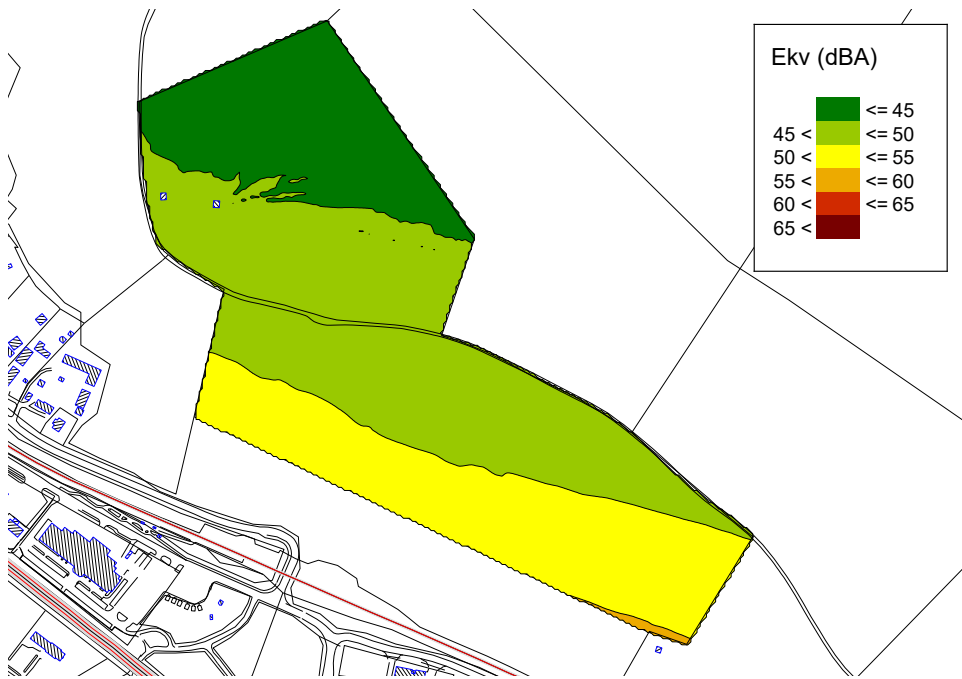 Ekv (dBA)
<= 45
45 < <= 50
50 < <= 55
55 < <= 60
60 < <= 65
65 <